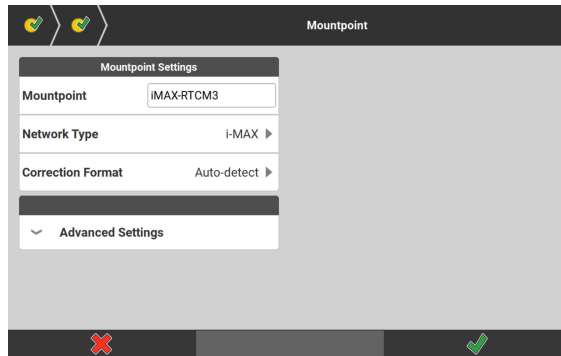 Mountpoint
Mountpoint Settings
Mountpoint iMAX-RTCM3
Network Type i-MAX
Correction Format Auto-detect
Advanced Settings